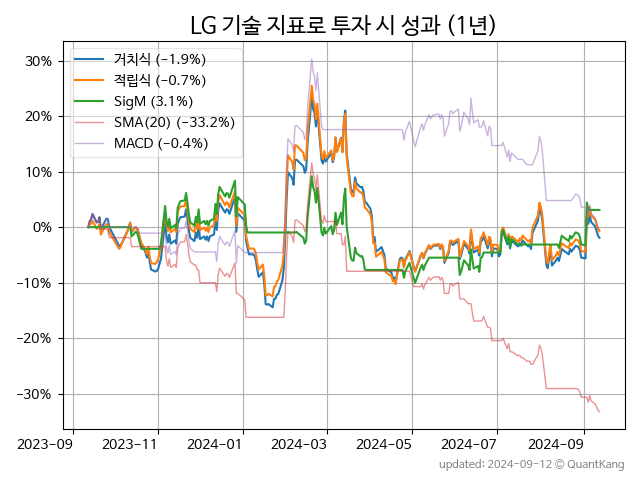 LG 기술 지표로 투자 시 성과 (1년)
거치식 (−1.9%)
적립식 (−0.7%)
SigM (3.1%)
SMA(20) (−33.2%)
MACD (−0.4%)
30%
20%
10%
0%
−10%
−20%
−30%
2023-09 2023-11 2024-01 2024-03 2024-05 2024-07 2024-09
updated: 2024-09-12 ⓒ QuantKang